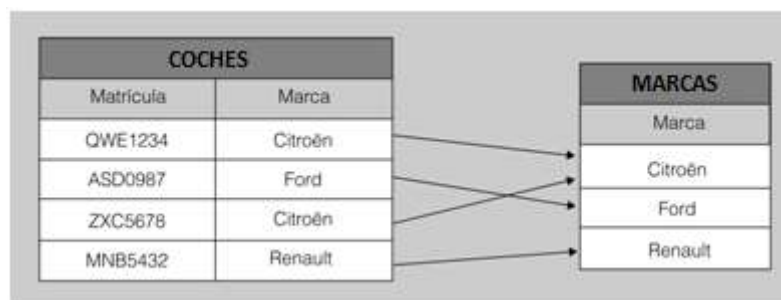 COCHES
Matrícula Marca
QWE1234 Citroën
ASD0987 Ford
ZXC5678 Citroën
MNB5432 Renault
MARCAS
Marca
Citroën
Ford
Renault